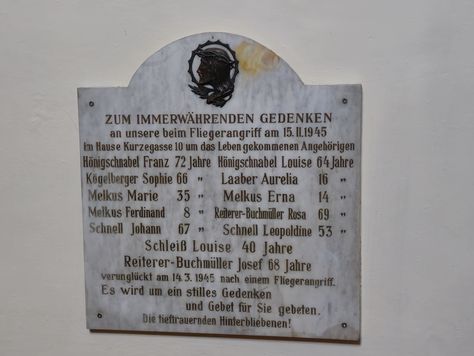 ZUM IMMERWÄHRENDEN GEDENKEN
an unsere beim Fliegerangriff am 15.II.1945
im Hause Kurzegasse 10 um das Leben gekommenen Angehörigen
Hönigschnabel Franz 72 Jahre Hönigschnabel Louise 64 Jahre
Kögelberger Sophie 66 " Laaber Aurelia 16 "
Melkus Marie 35 " Melkus Erna 14 "
Melkus Ferdinand 8 " Reiterer-Buchmüller Rosa 69 "
Schnell Johann 67 " Schnell Leopoldine 53 "
Schleiß Louise 40 Jahre
Reiterer-Buchmüller Josef 68 Jahre
verunglückt am 14.3.1945 nach einem Fliegerangriff.
Es wird um ein stilles Gedenken
und Gebet für Sie gebeten.
Die tieftrauernden Hinterbliebenen!